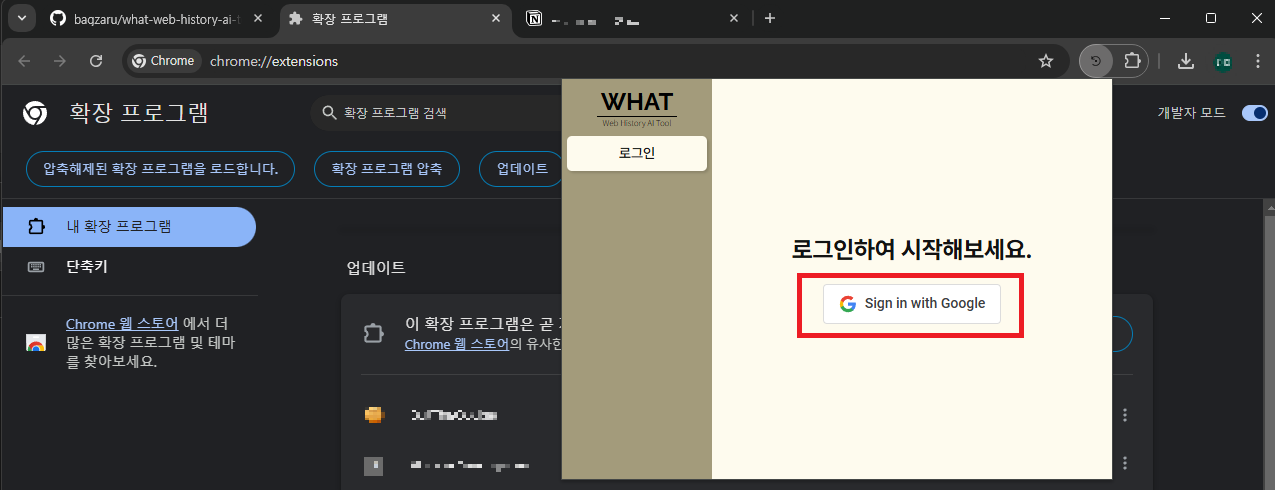 baqzaru/what-web-history-ai-t
확장 프로그램
Chrome
chrome://extensions
확장 프로그램
확장 프로그램 검색
개발자 모드
압축해제된 확장 프로그램을 로드합니다.
확장 프로그램 압축
업데이트
내 확장 프로그램
단축키
Chrome 웹 스토어 에서 더
많은 확장 프로그램 및 테마
를 찾아보세요.
업데이트
이 확장 프로그램은 곧
Chrome 웹 스토어의 유사한
WHAT
Web History AI Tool
로그인
로그인하여 시작해보세요.
Sign in with Google